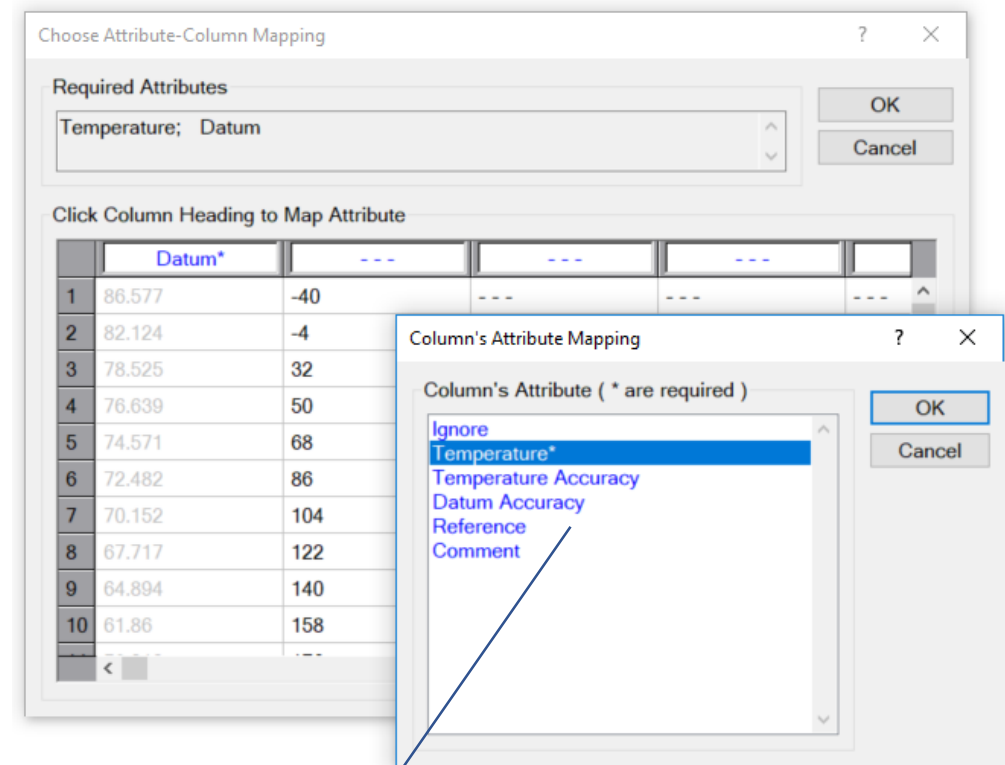 Choose Attribute-Column Mapping ? ×
Required Attributes
OK
Temperature; Datum
Cancel
Click Column Heading to Map Attribute
Datum* - - - - - - - - -
1 86.577 -40 - - - - - - - - -
2 82.124 -4
3 78.525 32
4 76.639 50
5 74.571 68
6 72.482 86
7 70.152 104
8 67.717 122
9 64.894 140
10 61.86 158
Column's Attribute Mapping ? ×
Column's Attribute ( * are required )
OK
Cancel
Ignore
Temperature*
Temperature Accuracy
Datum Accuracy
Reference
Comment